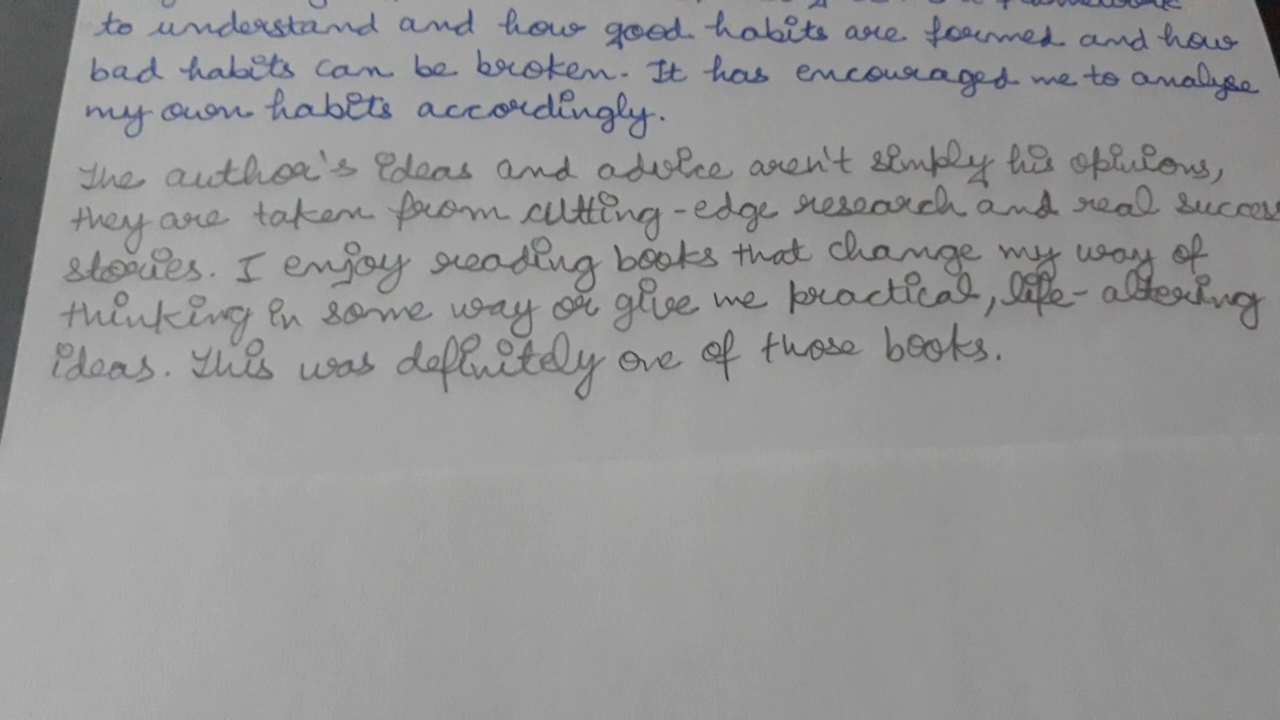 framework
to understand and how good habits are formed and how
bad habits can be broken. It has encouraged me to analyse
my own habits accordingly.
The author's ideas and advice aren't simply his opinions,
they are taken from cutting-edge research and real success
stories. I enjoy reading books that change my way of
thinking in some way or give me practical, life-altering
ideas. This was definitely one of those books.